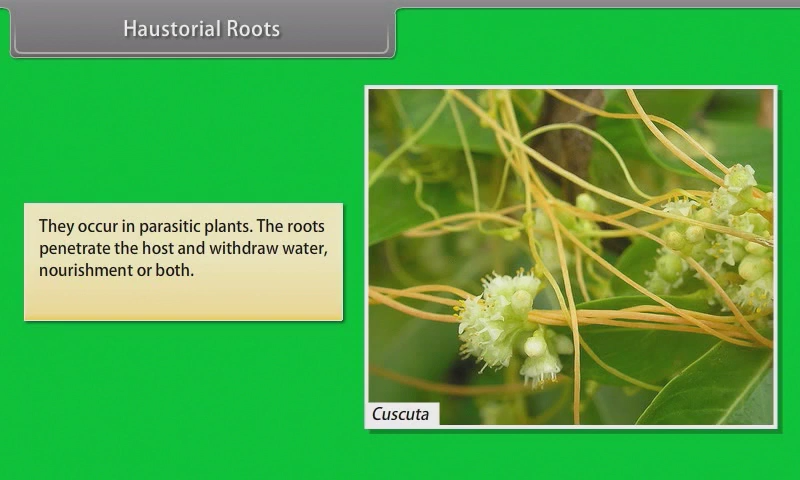 Haustorial Roots
They occur in parasitic plants. The roots
penetrate the host and withdraw water,
nourishment or both.
Cuscuta